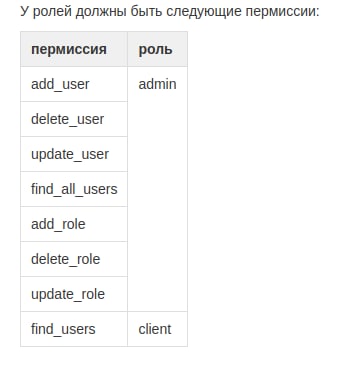 У ролей должны быть следующие пермиссии:
пермиссия роль
add_user admin
delete_user
update_user
find_all_users
add_role
delete_role
update_role
find_users client